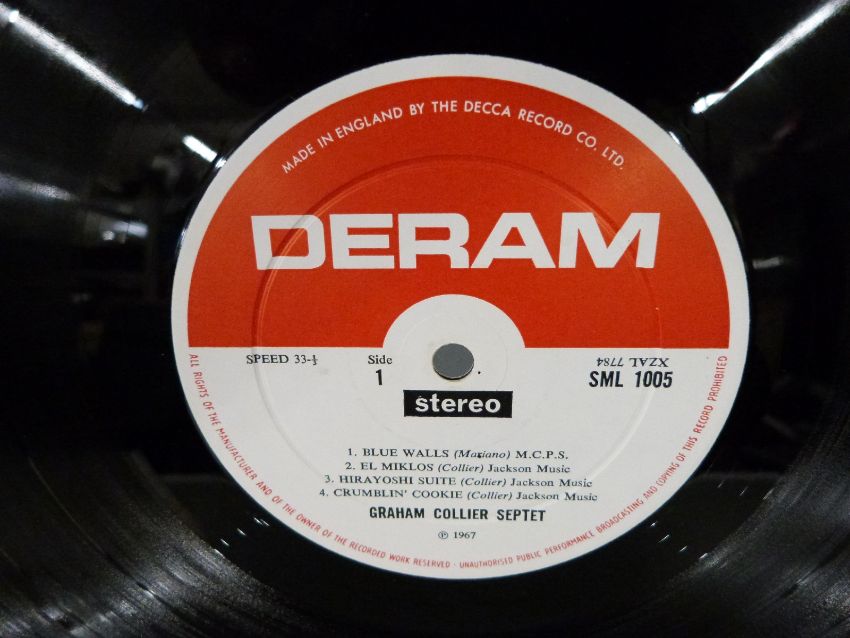 MADE IN ENGLAND BY THE DECCA RECORD CO. LTD.
DERAM
SPEED 33-⅓
Side
1
XZAL 7784
SML 1005
stereo
1. BLUE WALLS (Mariano) M.C.P.S.
2. EL MIKLOS (Collier) Jackson Music
3. HIRAYOSHI SUITE (Collier) Jackson Music
4. CRUMBLIN' COOKIE (Collier) Jackson Music
GRAHAM COLLIER SEPTET
℗ 1967
ALL RIGHTS OF THE MANUFACTURER AND OF THE OWNER OF THE RECORDED WORK RESERVED · UNAUTHORISED PUBLIC PERFORMANCE BROADCASTING AND COPYING OF THIS RECORD PROHIBITED